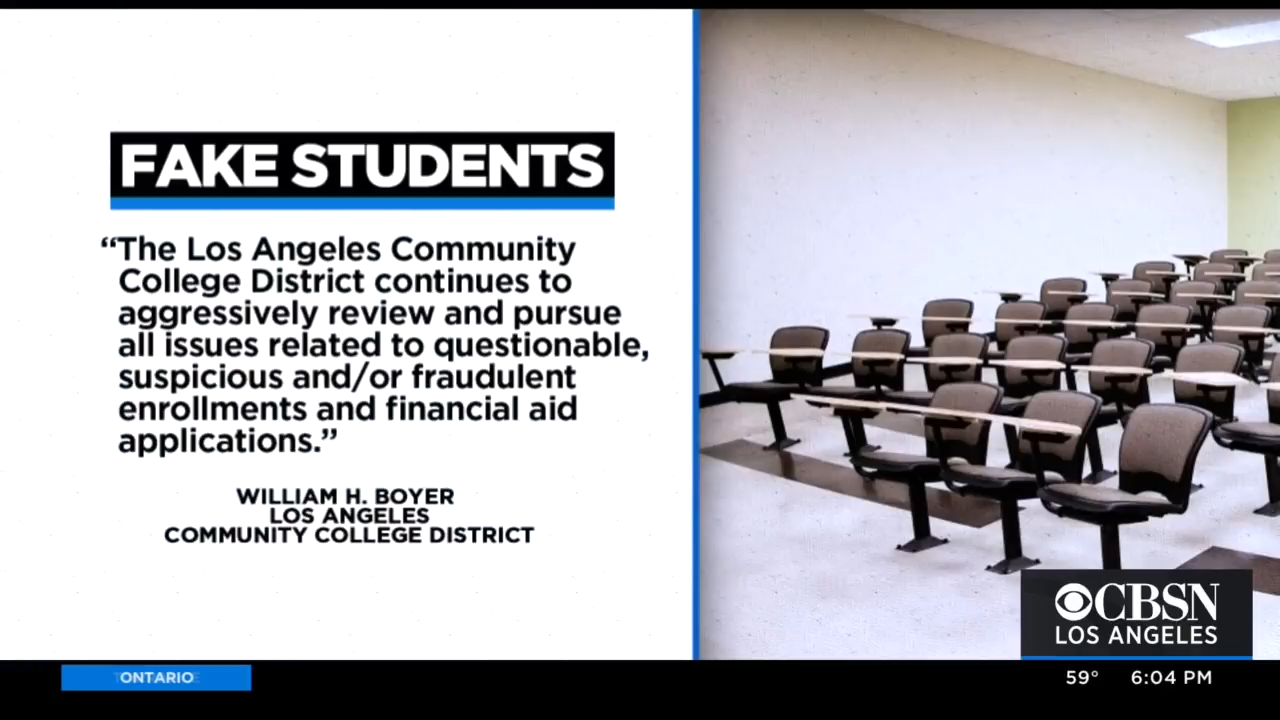 FAKE STUDENTS
“The Los Angeles Community
College District continues to
aggressively review and pursue
all issues related to questionable,
suspicious and/or fraudulent
enrollments and financial aid
applications.”
WILLIAM H. BOYER
LOS ANGELES
COMMUNITY COLLEGE DISTRICT
CBSN
LOS ANGELES
ONTARIO
59° 6:04 PM